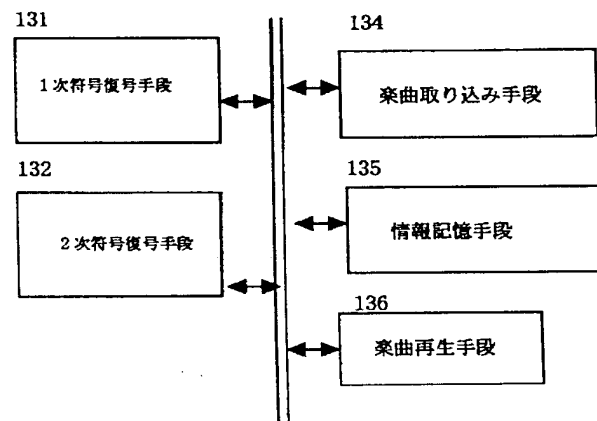 131
1次符号復号手段
132
2次符号復号手段
134
楽曲取り込み手段
135
情報記憶手段
136
楽曲再生手段